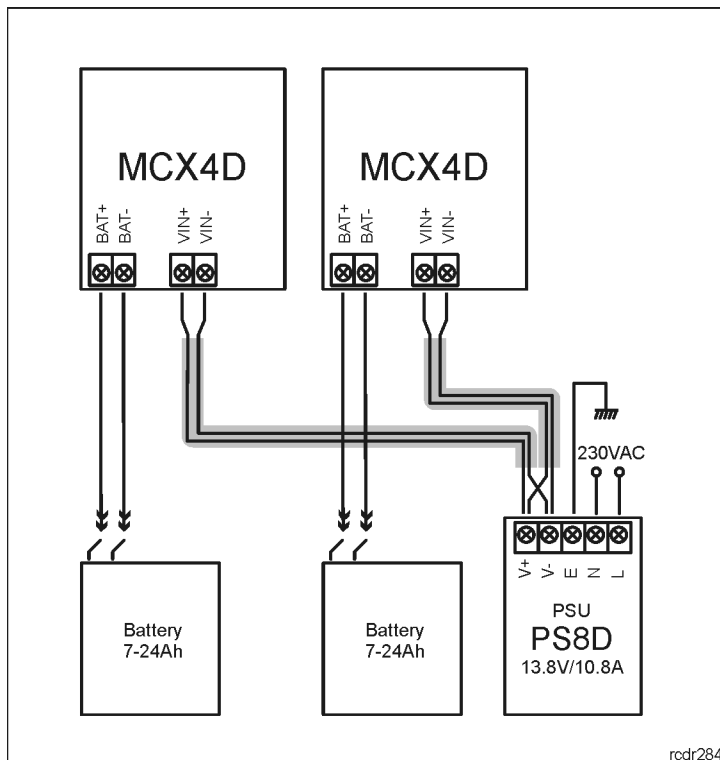 MCX4D
BAT+
BAT-
VIN+
VIN-
MCX4D
BAT+
BAT-
VIN+
VIN-
230VAC
V+
V-
E
N
L
PSU
PS8D
13.8V/10.8A
Battery
7-24Ah
Battery
7-24Ah
rcdr284